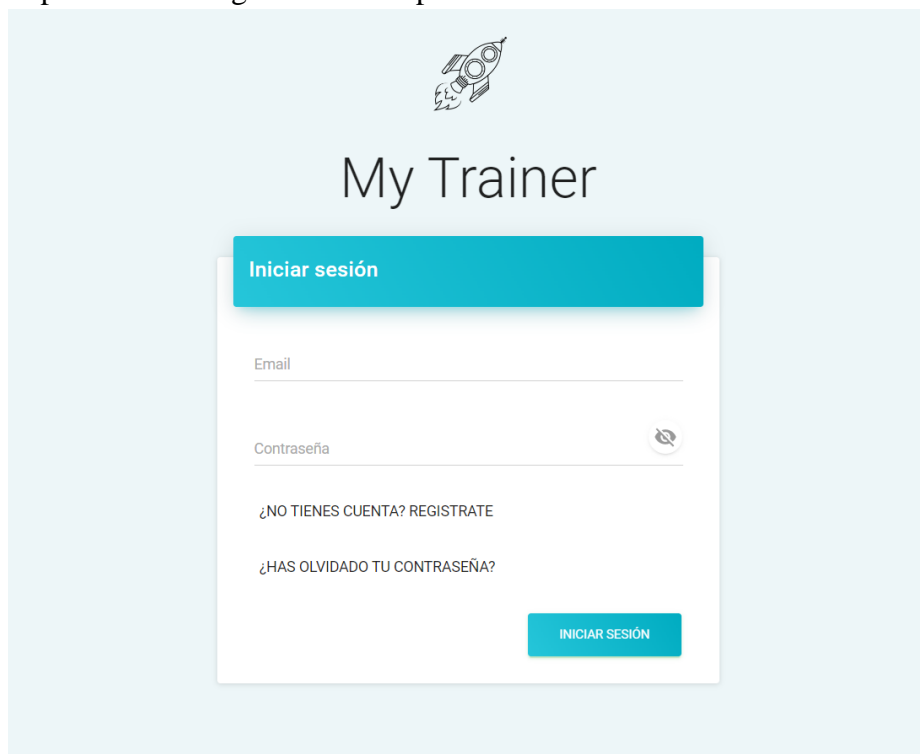 My Trainer
Iniciar sesión
Email
Contraseña
¿NO TIENES CUENTA? REGISTRATE
¿HAS OLVIDADO TU CONTRASEÑA?
INICIAR SESIÓN